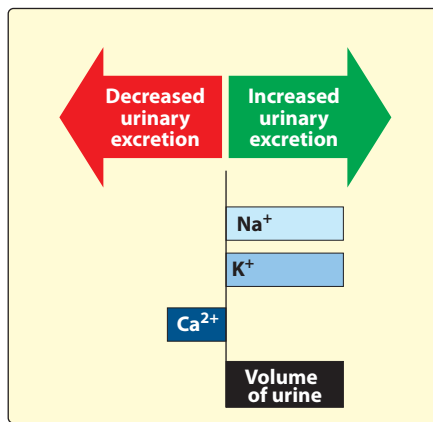 Decreased
urinary
excretion
Increased
urinary
excretion
Na⁺
K⁺
Ca²⁺
Volume
of urine